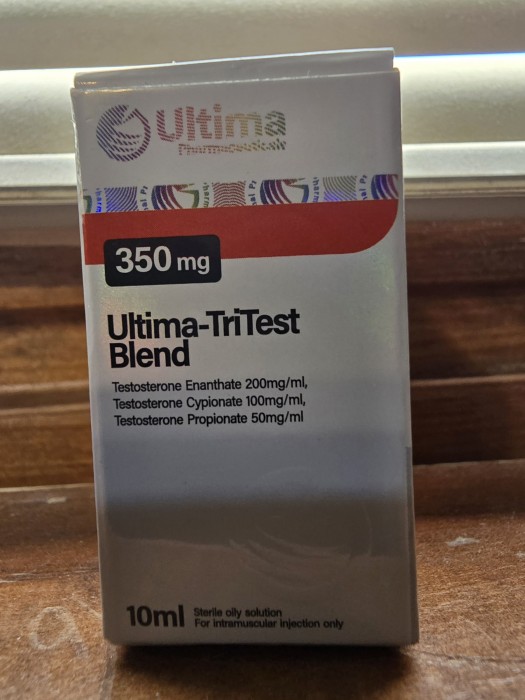 Ultima
Pharmaceuticals
350 mg
Ultima-TriTest
Blend
Testosterone Enanthate 200mg/ml,
Testosterone Cypionate 100mg/ml,
Testosterone Propionate 50mg/ml
10ml
Sterile oily solution
For intramuscular injection only